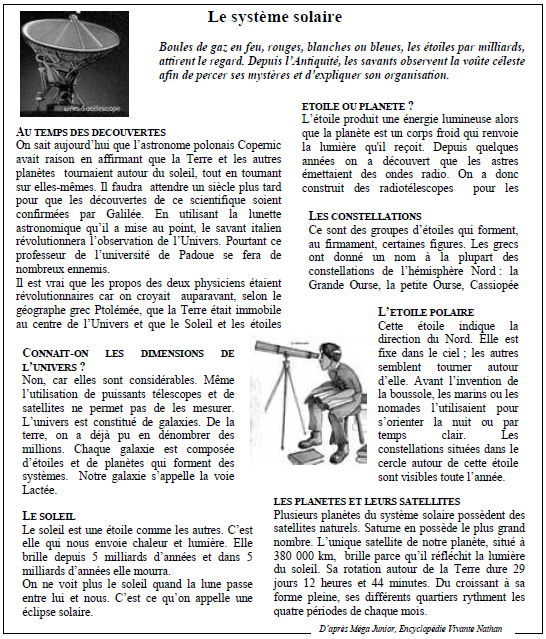 Le système solaire
Boules de gaz en feu, rouges, blanches ou bleues, les étoiles par milliards,
attirent le regard. Depuis l'Antiquité, les savants observent la voûte céleste
afin de percer ses mystères et d'expliquer son organisation.
AU TEMPS DES DECOUVERTES
On sait aujourd'hui que l'astronome polonais Copernic
avait raison en affirmant que la Terre et les autres
planètes tournaient autour du soleil, tout en tournant
sur elles-mêmes. Il faudra attendre un siècle plus tard
pour que les découvertes de ce scientifique soient
confirmées par Galilée. En utilisant la lunette
astronomique qu'il a mise au point, le savant italien
révolutionnera l'observation de l'Univers. Pourtant ce
professeur de l'université de Padoue se fera de
nombreux ennemis.
Il est vrai que les propos des deux physiciens étaient
révolutionnaires car on croyait auparavant, selon le
géographe grec Ptolémée, que la Terre était immobile
au centre de l'Univers et que le Soleil et les étoiles
ETOILE OU PLANETE ?
L'étoile produit une énergie lumineuse alors
que la planète est un corps froid qui renvoie
la lumière qu'il reçoit. Depuis quelques
années on a découvert que les astres
émettaient des ondes radio. On a donc
construit des radiotélescopes pour les
LES CONSTELLATIONS
Ce sont des groupes d'étoiles qui forment,
au firmament, certaines figures. Les grecs
ont donné un nom à la plupart des
constellations de l'hémisphère Nord : la
Grande Ourse, la petite Ourse, Cassiopée
L'ETOILE POLAIRE
Cette étoile indique la
direction du Nord. Elle est
fixe dans le ciel ; les autres
semblent tourner autour
d'elle. Avant l'invention de
la boussole, les marins ou les
nomades l'utilisaient pour
s'orienter la nuit ou par
temps clair. Les
constellations situées dans le
cercle autour de cette étoile
sont visibles toute l'année.
CONNAIT-ON LES DIMENSIONS DE
L'UNIVERS ?
Non, car elles sont considérables. Même
l'utilisation de puissants télescopes et de
satellites ne permet pas de les mesurer.
L'univers est constitué de galaxies. De la
terre, on a déjà pu en dénombrer des
millions. Chaque galaxie est composée
d'étoiles et de planètes qui forment des
systèmes. Notre galaxie s'appelle la voie
Lactée.
LE SOLEIL
Le soleil est une étoile comme les autres. C'est
elle qui nous envoie chaleur et lumière. Elle
brille depuis 5 milliards d'années et dans 5
milliards d'années elle mourra.
On ne voit plus le soleil quand la lune passe
entre lui et nous. C'est ce qu'on appelle une
éclipse solaire.
LES PLANETES ET LEURS SATELLITES
Plusieurs planètes du système solaire possèdent des
satellites naturels. Saturne en possède le plus grand
nombre. L'unique satellite de notre planète, situé à
380 000 km, brille parce qu'il réfléchit la lumière
du soleil. Sa rotation autour de la Terre dure 29
jours 12 heures et 44 minutes. Du croissant à sa
forme pleine, ses différents quartiers rythment les
quatre périodes de chaque mois.
D'après Méga Junior, Encyclopédie Vivante Nathan